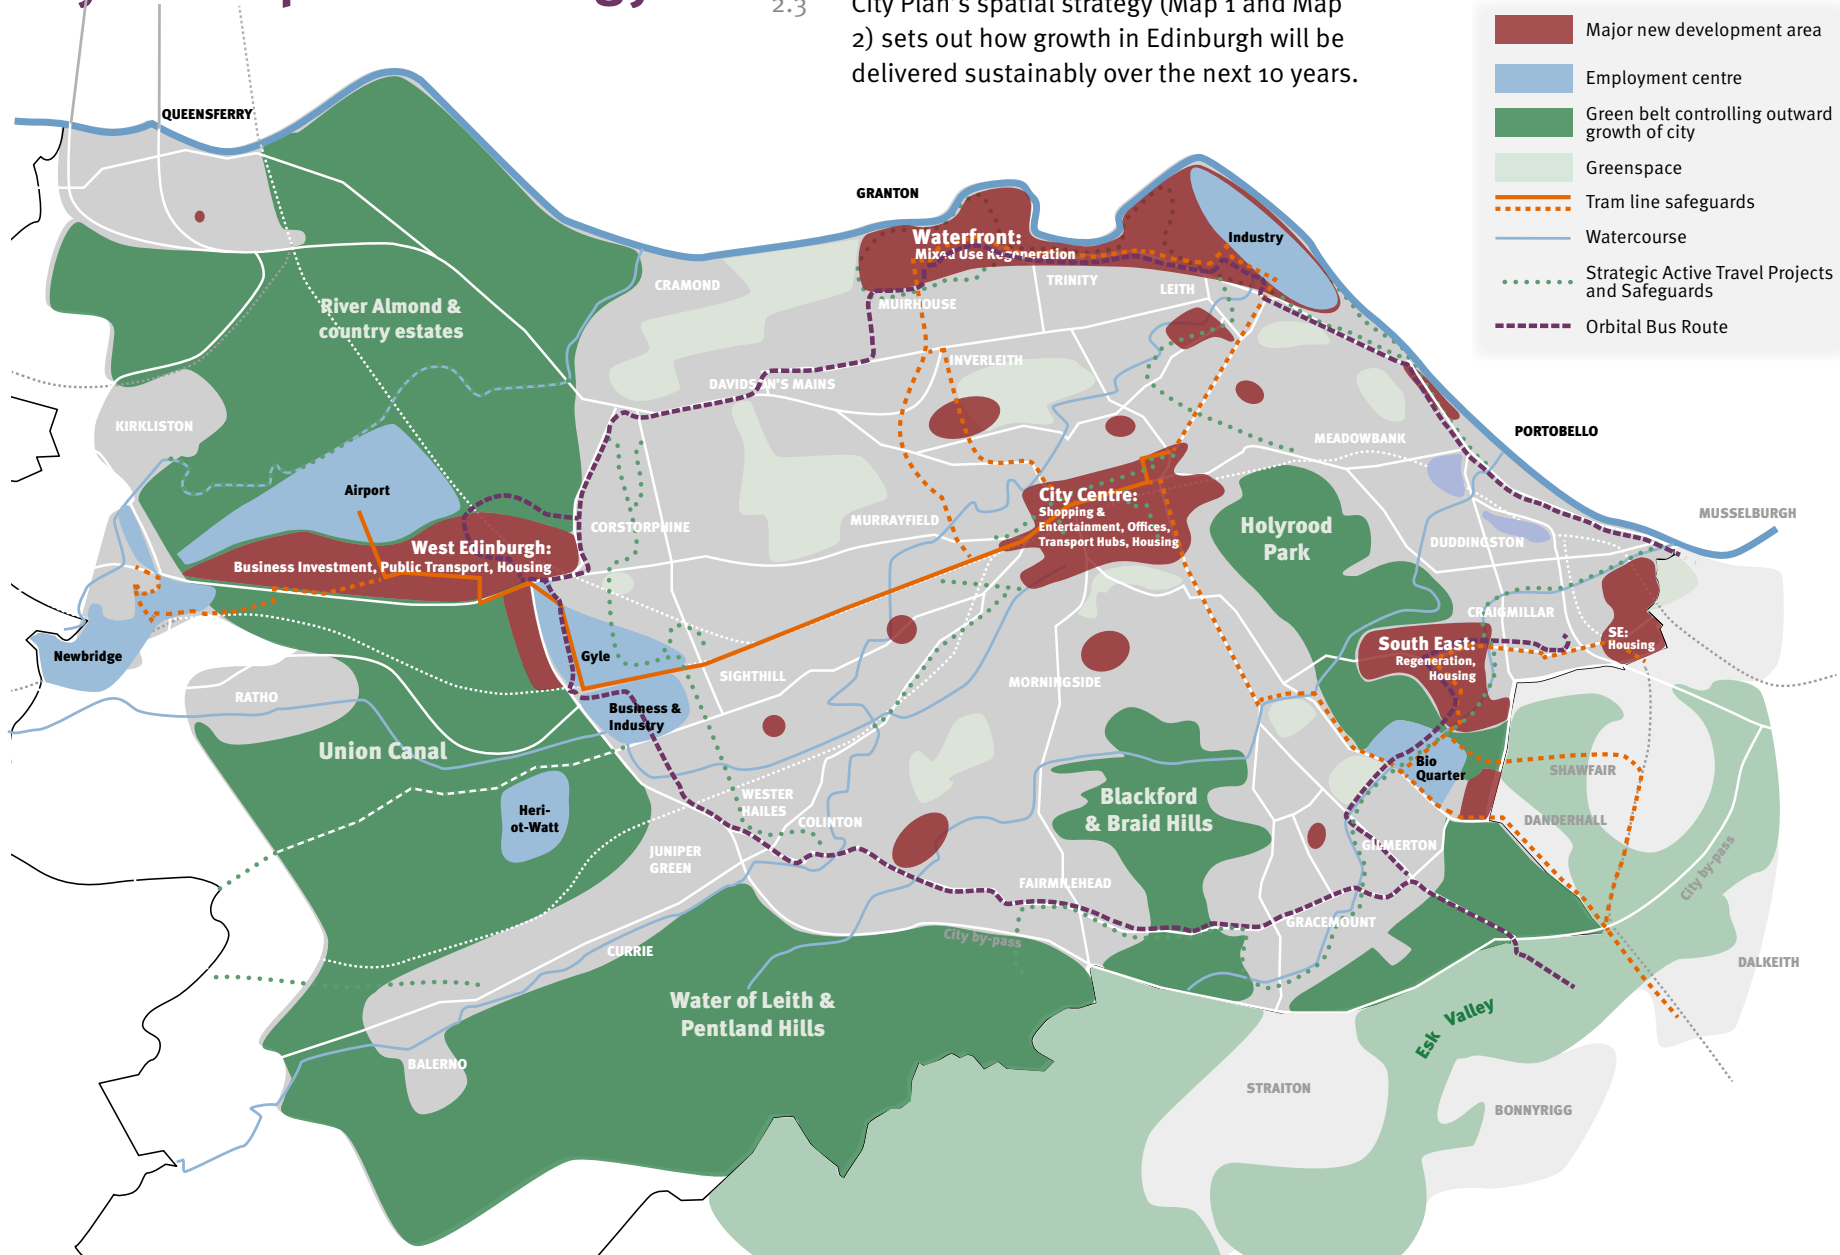 2.3
City Plan's spatial strategy (Map 1 and Map
2) sets out how growth in Edinburgh will be
delivered sustainably over the next 10 years.
Major new development area
Employment centre
Green belt controlling outward
growth of city
Greenspace
Tram line safeguards
Watercourse
Strategic Active Travel Projects
and Safeguards
Orbital Bus Route
QUEENSFERRY
GRANTON
Waterfront:
Mixed Use Regeneration
Industry
CRAMOND
TRINITY
LEITH
MUIRHOUSE
River Almond &
country estates
INVERLEITH
DAVIDSON'S MAINS
KIRKLISTON
PORTOBELLO
MEADOWBANK
Airport
City Centre:
Shopping &
Entertainment, Offices,
Transport Hubs, Housing
MUSSELBURGH
CORSTORPHINE
MURRAYFIELD
Holyrood
Park
DUDDINGSTON
West Edinburgh:
Business Investment, Public Transport, Housing
CRAIGMILLAR
SE:
Housing
South East:
Regeneration,
Housing
Newbridge
Gyle
SIGHTHILL
MORNINGSIDE
RATHO
Business &
Industry
Union Canal
Bio
Quarter
SHAWFAIR
Heri-
ot-Watt
WESTER
HAILES
COLINTON
Blackford
& Braid Hills
DANDERHALL
GILMERTON
JUNIPER
GREEN
City by-pass
FAIRMILEHEAD
GRACEMOUNT
CURRIE
City by-pass
DALKEITH
Water of Leith &
Pentland Hills
Esk Valley
BALERNO
STRAITON
BONNYRIGG